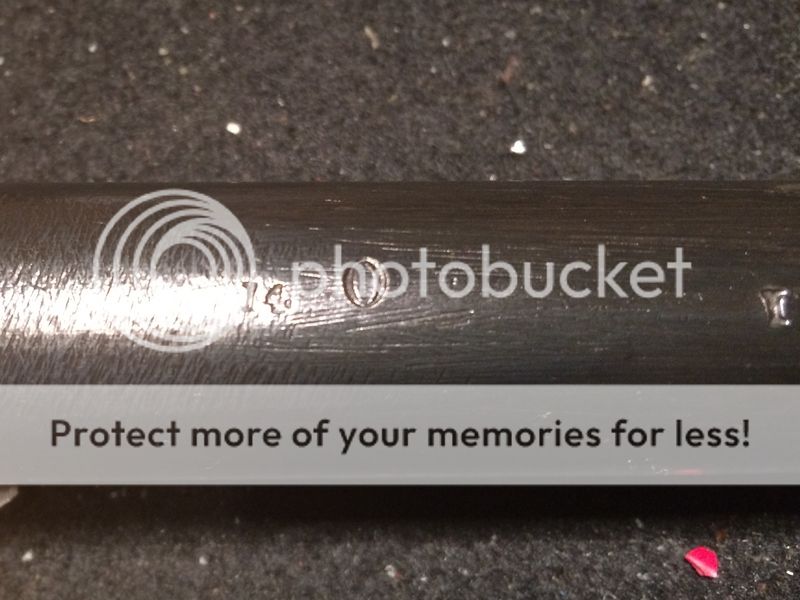 photobucket
Protect more of your memories for less!